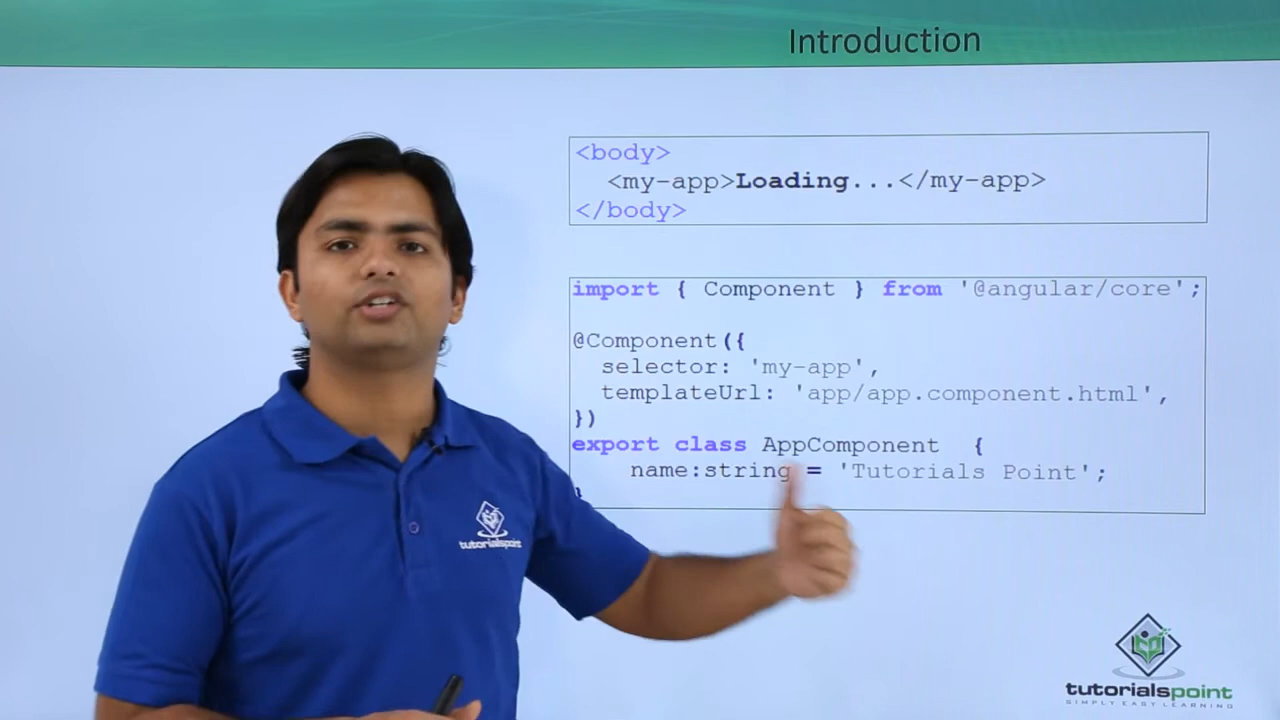 Introduction
<body>
<my-app>Loading...</my-app>
</body>
import { Component } from '@angular/core';
@Component({
selector: 'my-app',
templateUrl: 'app/app.component.html',
})
export class AppComponent {
name:string = 'Tutorials Point';
}
tutorialspoint
tutorialspoint
SIMPLY EASY LEARNING